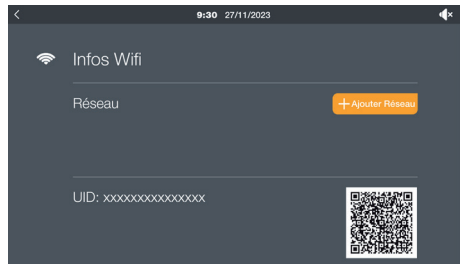 9:30 27/11/2023
Infos Wifi
Réseau
+ Ajouter Réseau
UID: xxxxxxxxxxxxxxx